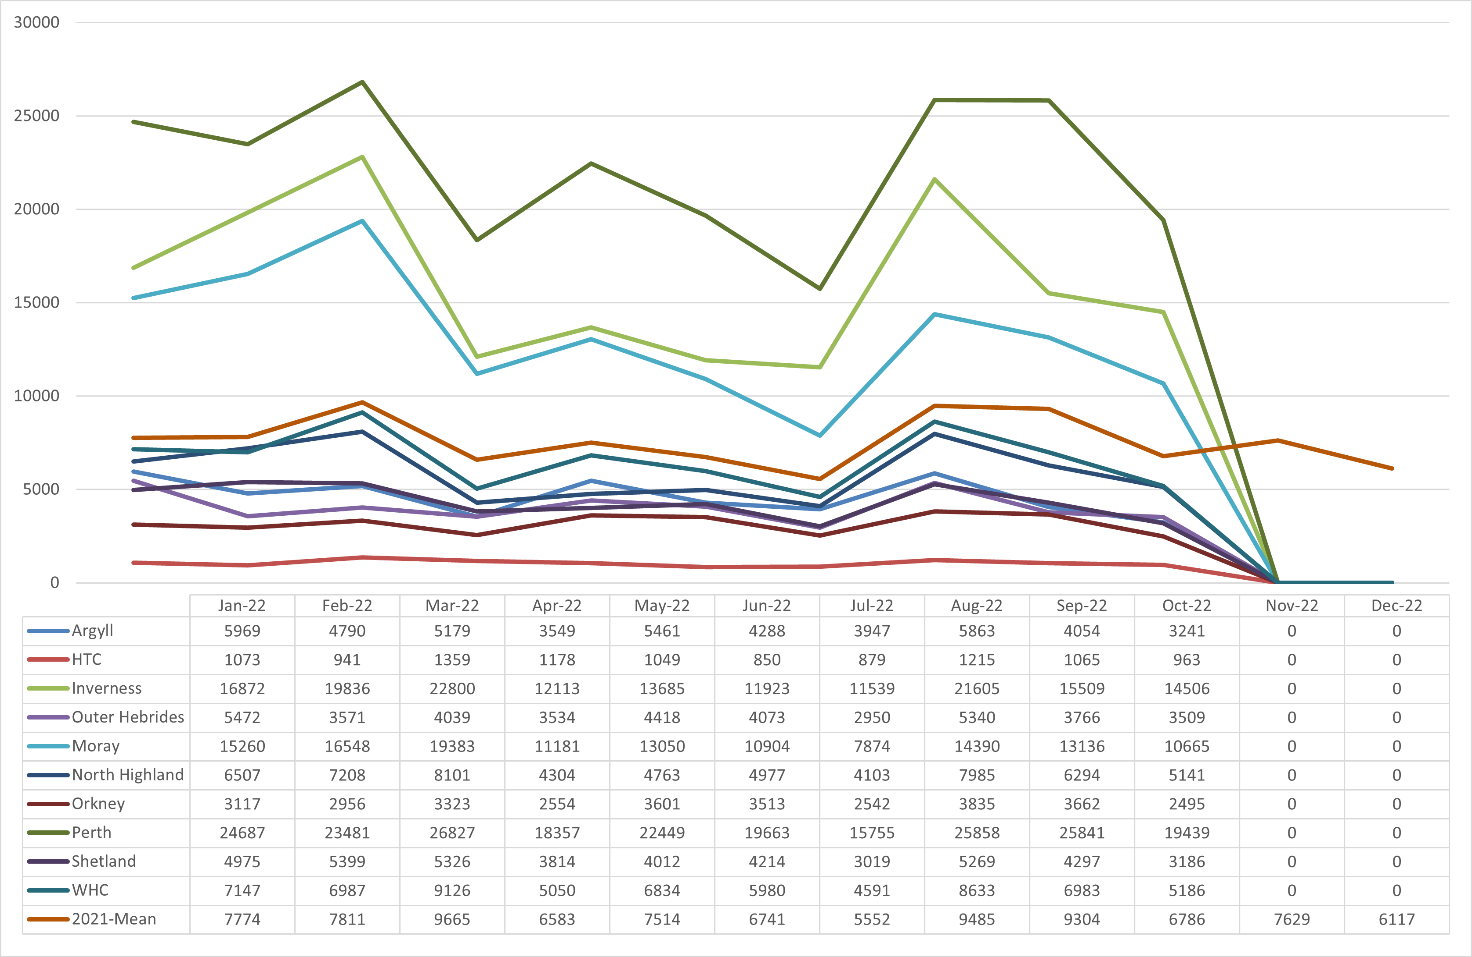 30000
25000
20000
15000
10000
5000
0
Jan-22 Feb-22 Mar-22 Apr-22 May-22 Jun-22 Jul-22 Aug-22 Sep-22 Oct-22 Nov-22 Dec-22
Argyll 5969 4790 5179 3549 5461 4288 3947 5863 4054 3241 0 0
HTC 1073 941 1359 1178 1049 850 879 1215 1065 963 0 0
Inverness 16872 19836 22800 12113 13685 11923 11539 21605 15509 14506 0 0
Outer Hebrides 5472 3571 4039 3534 4418 4073 2950 5340 3766 3509 0 0
Moray 15260 16548 19383 11181 13050 10904 7874 14390 13136 10665 0 0
North Highland 6507 7208 8101 4304 4763 4977 4103 7985 6294 5141 0 0
Orkney 3117 2956 3323 2554 3601 3513 2542 3835 3662 2495 0 0
Perth 24687 23481 26827 18357 22449 19663 15755 25858 25841 19439 0 0
Shetland 4975 5399 5326 3814 4012 4214 3019 5269 4297 3186 0 0
WHC 7147 6987 9126 5050 6834 5980 4591 8633 6983 5186 0 0
2021-Mean 7774 7811 9665 6583 7514 6741 5552 9485 9304 6786 7629 6117